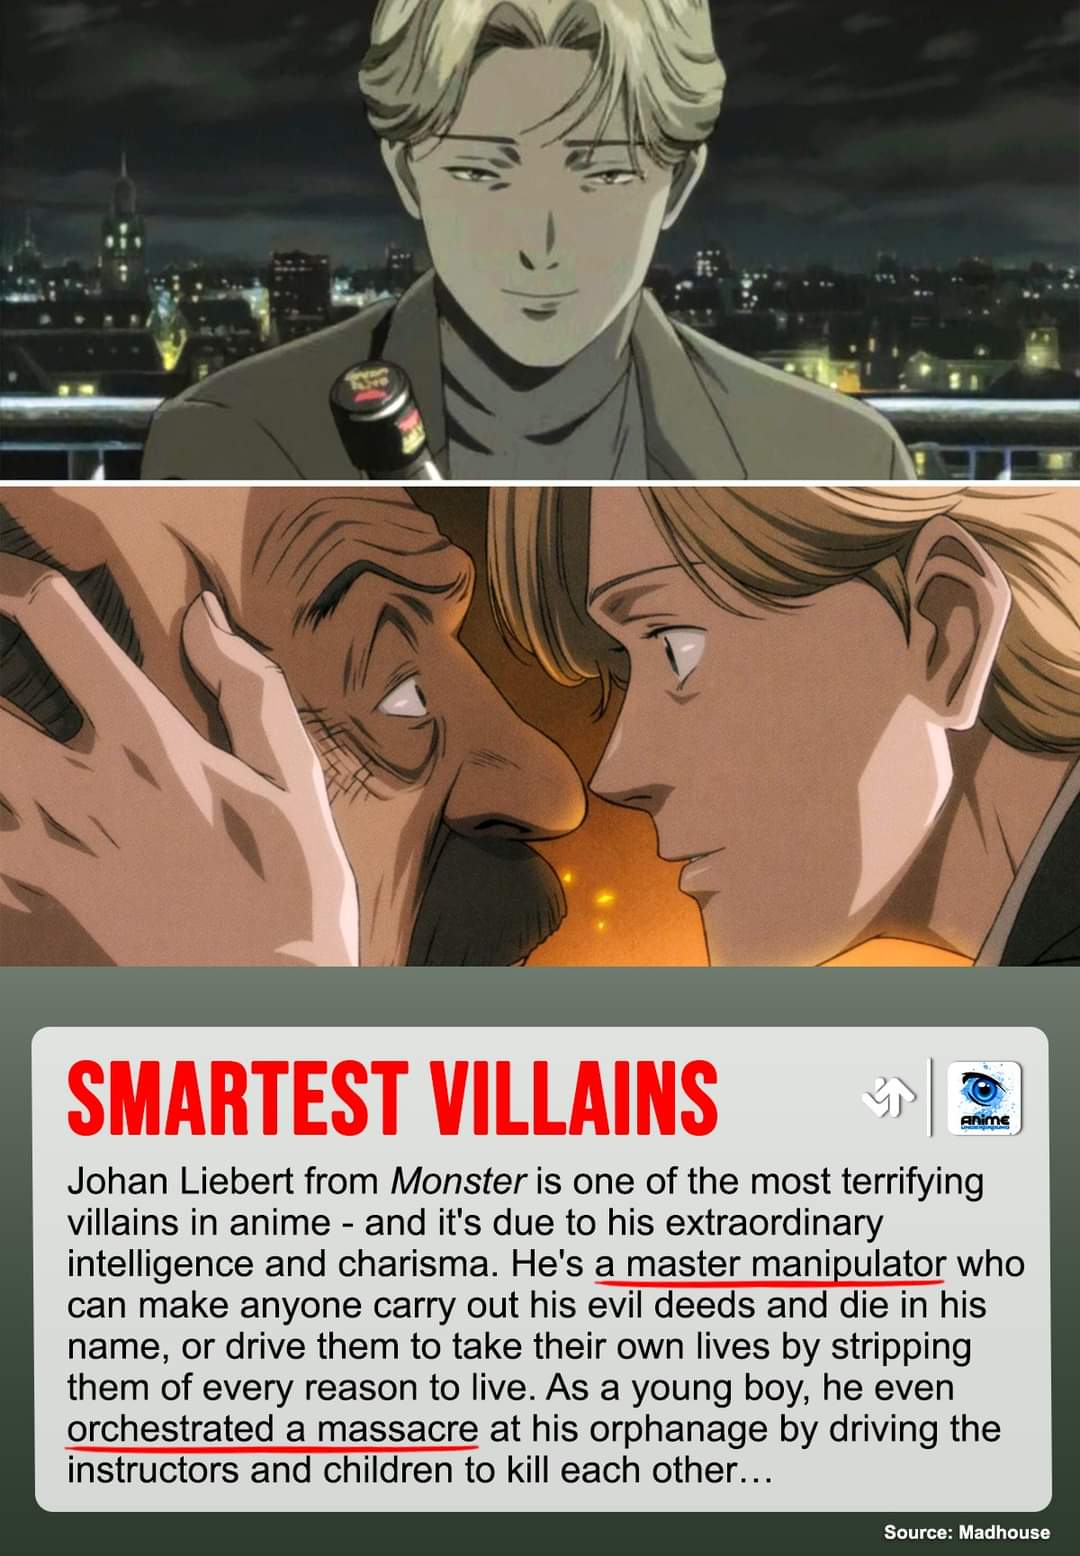 SMARTEST VILLAINS
ANIME
UNDERGROUND
Johan Liebert from Monster is one of the most terrifying
villains in anime - and it's due to his extraordinary
intelligence and charisma. He's a master manipulator who
can make anyone carry out his evil deeds and die in his
name, or drive them to take their own lives by stripping
them of every reason to live. As a young boy, he even
orchestrated a massacre at his orphanage by driving the
instructors and children to kill each other…
Source: Madhouse